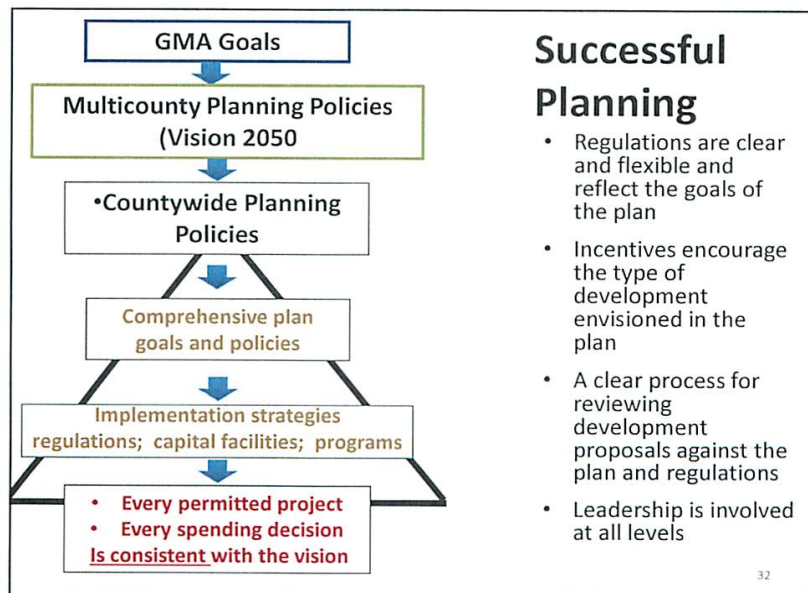 GMA Goals
Multicounty Planning Policies
(Vision 2050
•Countywide Planning
Policies
Comprehensive plan
goals and policies
Implementation strategies
regulations; capital facilities; programs
• Every permitted project
• Every spending decision
Is consistent with the vision
Successful
Planning
• Regulations are clear
and flexible and
reflect the goals of
the plan
• Incentives encourage
the type of
development
envisioned in the
plan
• A clear process for
reviewing
development
proposals against the
plan and regulations
• Leadership is involved
at all levels
32